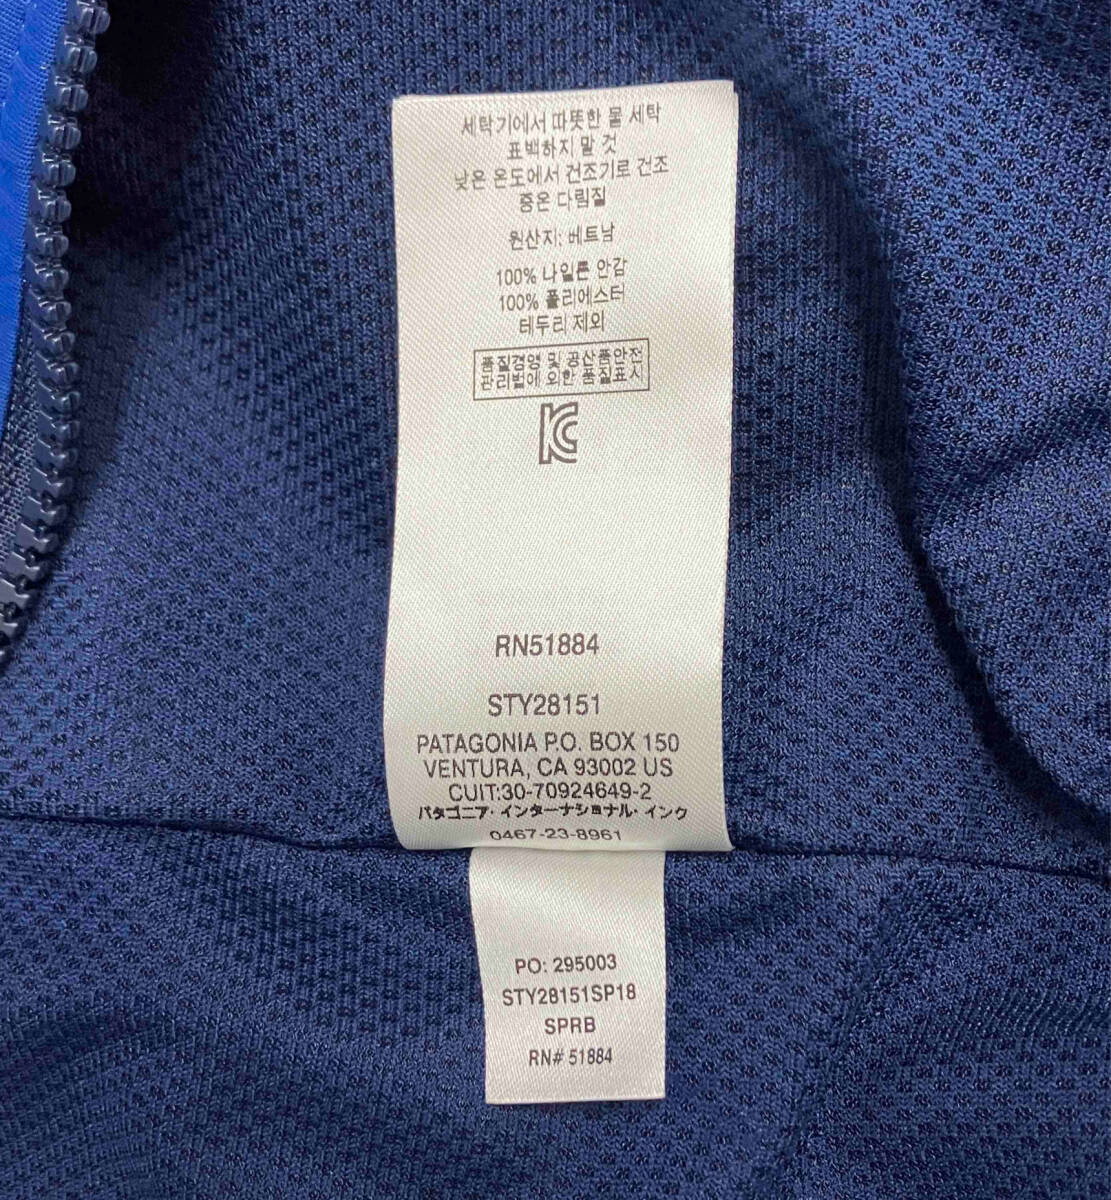 세탁기에서 따뜻한 물 세탁
표백하지 말 것
낮은 온도에서 건조기로 건조
중온 다림질
원산지: 베트남
100% 나일론 안감
100% 폴리에스터
테두리 제외
품질경영 및 공산품안전
관리법에 의한 품질표시
KC
RN51884
STY28151
PATAGONIA P.O. BOX 150
VENTURA, CA 93002 US
CUIT:30-70924649-2
パタゴニア・インターナショナル・インク
0467-23-8961
PO: 295003
STY28151SP18
SPRB
RN# 51884